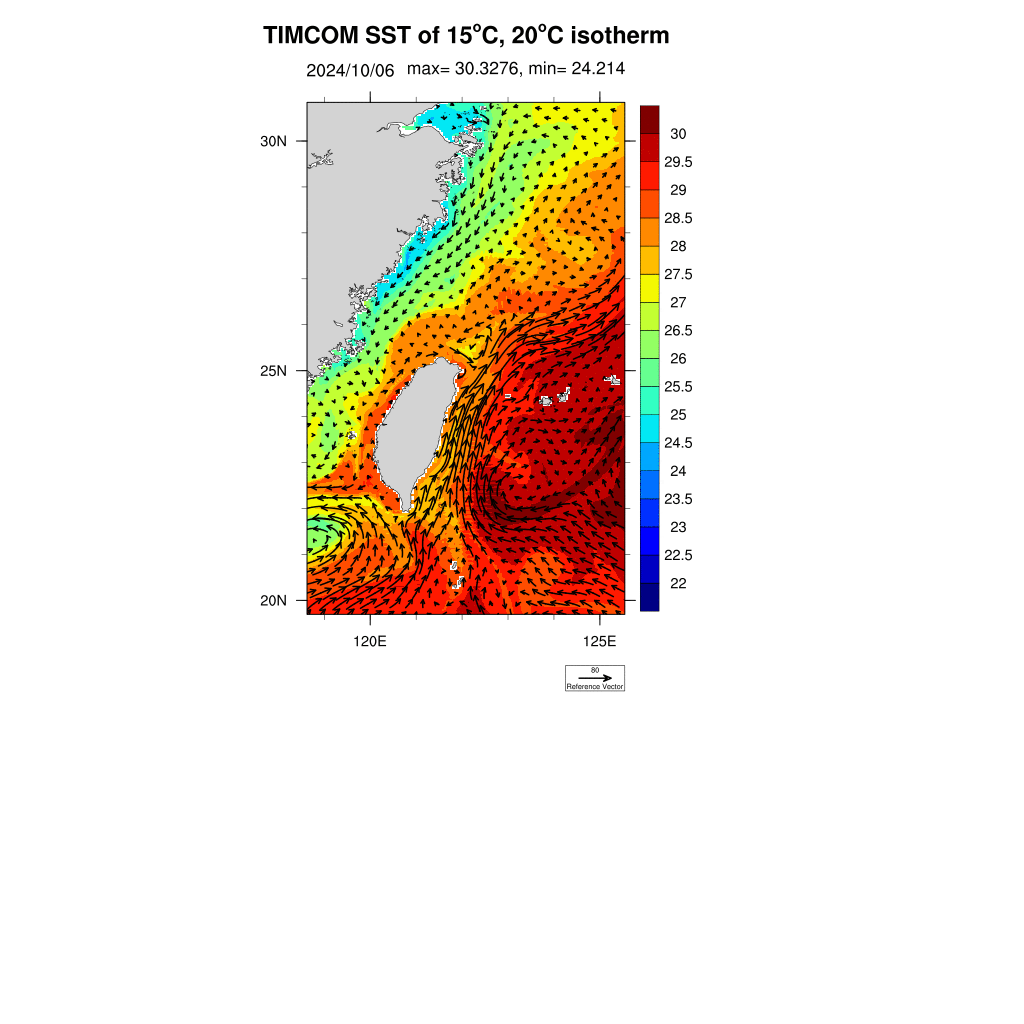 TIMCOM SST of 15°C, 20°C isotherm
2024/10/06 max= 30.3276, min= 24.214
30N
25N
20N
120E 125E
30
29.5
29
28.5
28
27.5
27
26.5
26
25.5
25
24.5
24
23.5
23
22.5
22
80
Reference Vector